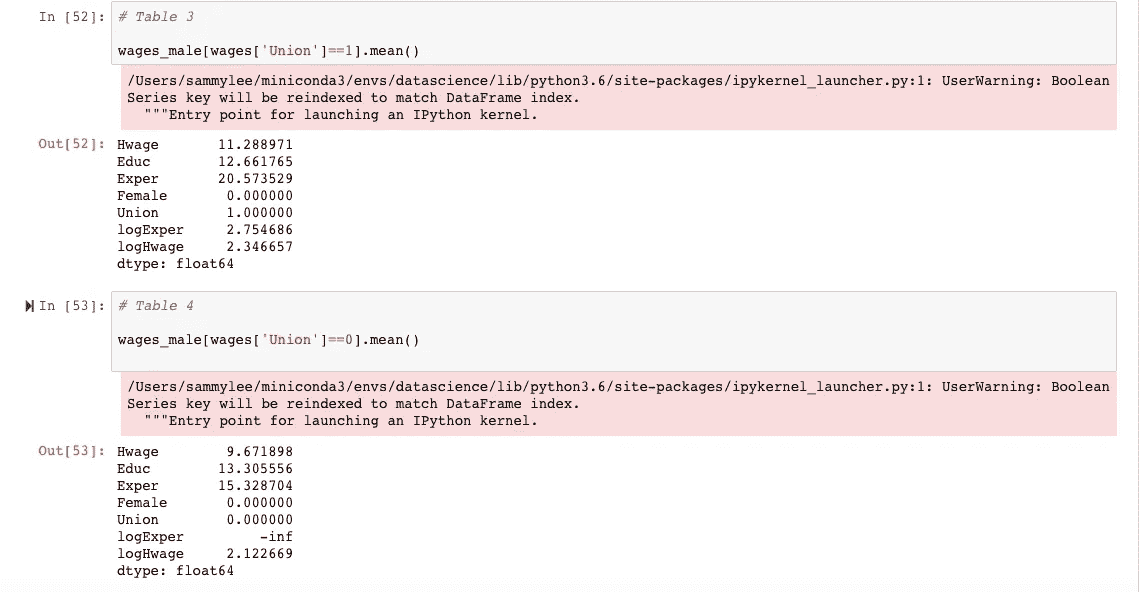 In [52]: # Table 3
wages_male[wages['Union']==1].mean()
/Users/sammylee/miniconda3/envs/datascience/lib/python3.6/site-packages/ipykernel_launcher.py:1: UserWarning: Boolean
Series key will be reindexed to match DataFrame index.
"""Entry point for launching an IPython kernel.
Out[52]: Hwage 11.288971
Educ 12.661765
Exper 20.573529
Female 0.000000
Union 1.000000
logExper 2.754686
logHwage 2.346657
dtype: float64
In [53]: # Table 4
wages_male[wages['Union']==0].mean()
/Users/sammylee/miniconda3/envs/datascience/lib/python3.6/site-packages/ipykernel_launcher.py:1: UserWarning: Boolean
Series key will be reindexed to match DataFrame index.
"""Entry point for launching an IPython kernel.
Out[53]: Hwage 9.671898
Educ 13.305556
Exper 15.328704
Female 0.000000
Union 0.000000
logExper -inf
logHwage 2.122669
dtype: float64